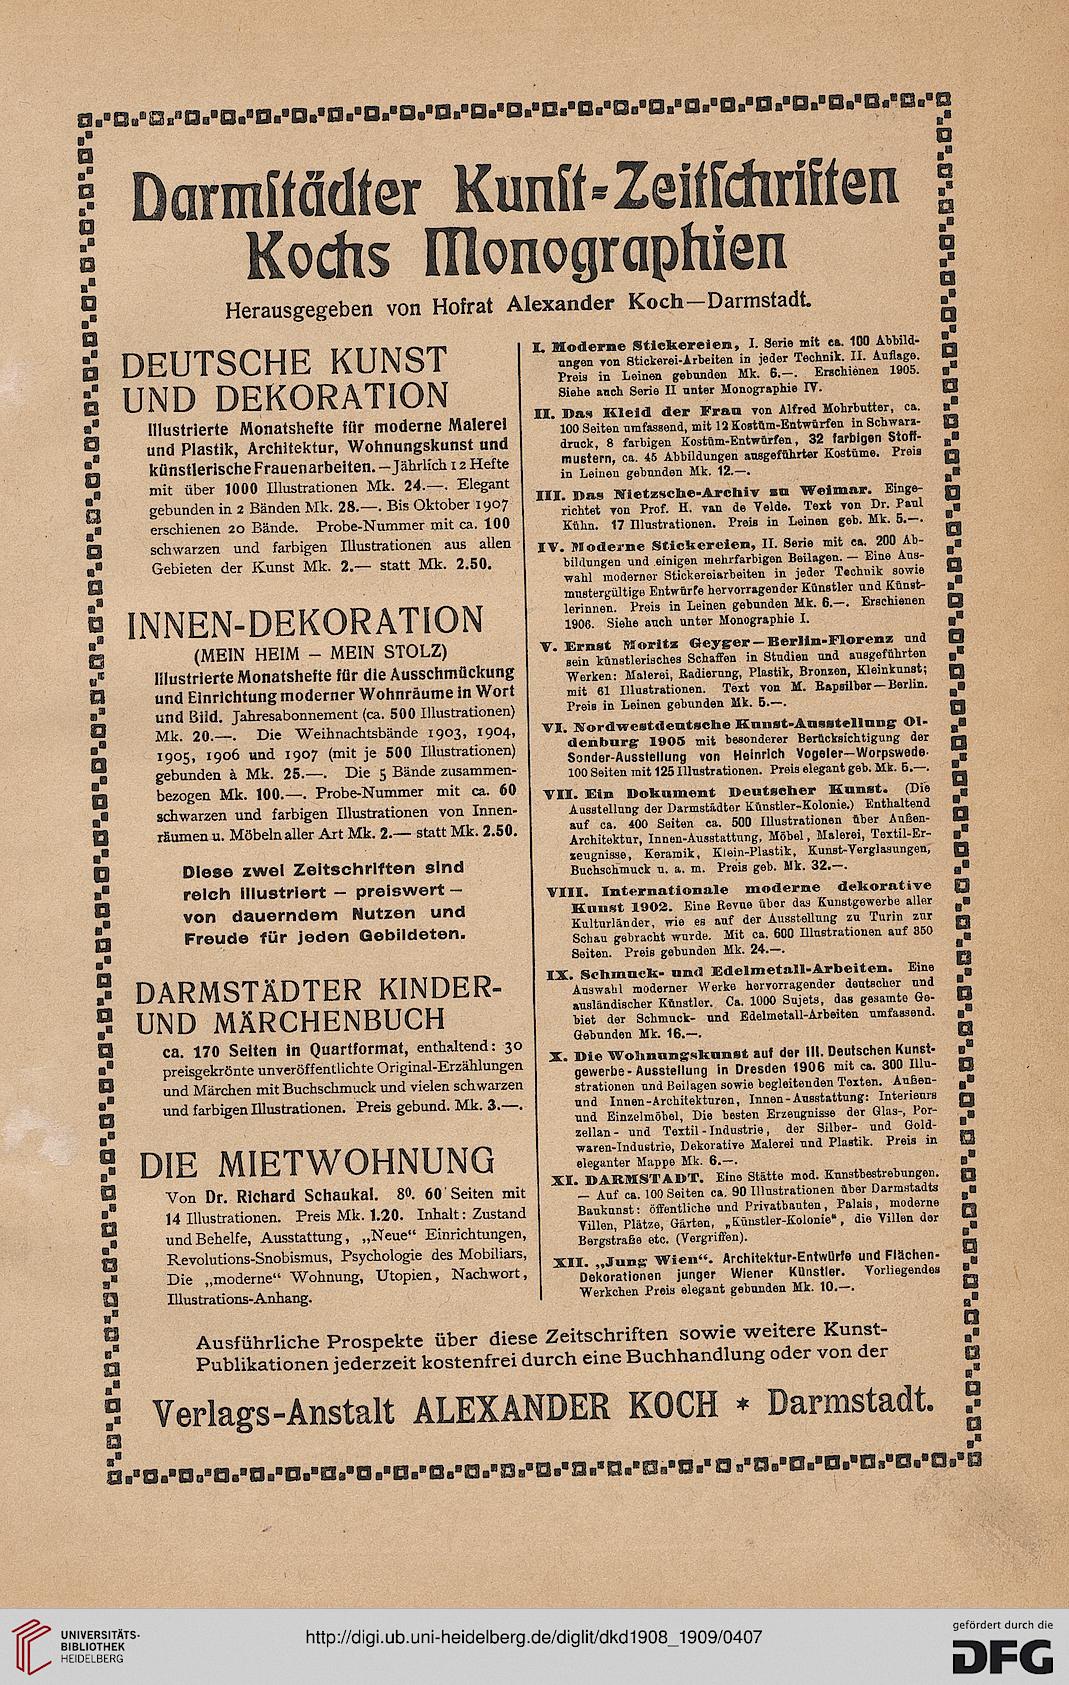 Darmstädter Kunst-Zeitschriften
Kochs Monographien
Herausgegeben von Hofrat Alexander Koch—Darmstadt.
DEUTSCHE KUNST
UND DEKORATION
Illustrierte Monatshefte für moderne Malerei
und Plastik, Architektur, Wohnungskunst und
künstlerische Frauenarbeiten. — Jährlich 12 Hefte
mit über 1000 Illustrationen Mk. 24.—. Elegant
gebunden in 2 Bänden Mk. 28.—. Bis Oktober 1907
erschienen 20 Bände. Probe-Nummer mit ca. 100
schwarzen und farbigen Illustrationen aus allen
Gebieten der Kunst Mk. 2.— statt Mk. 2.50.
INNEN-DEKORATION
(MEIN HEIM — MEIN STOLZ)
Illustrierte Monatshefte für die Ausschmückung
und Einrichtung moderner Wohnräume in Wort
und Bild. Jahresabonnement (ca. 500 Illustrationen)
Mk. 20.—. Die Weihnachtsbände 1903, 1904,
1905, 1906 und 1907 (mit je 500 Illustrationen)
gebunden à Mk. 25.—. Die 5 Bände zusammen-
bezogen Mk. 100.—. Probe-Nummer mit ca. 60
schwarzen und farbigen Illustrationen von Innen-
räumen u. Möbeln aller Art Mk. 2.— statt Mk. 2.50.
Diese zwei Zeitschriften sind
reich illustriert — preiswert —
von dauerndem Nutzen und
Freude für jeden Gebildeten.
DARMSTÄDTER KINDER-
UND MÄRCHENBUCH
ca. 170 Seiten in Quartformat, enthaltend: 30
preisgekrönte unveröffentlichte Original-Erzählungen
und Märchen mit Buchschmuck und vielen schwarzen
und farbigen Illustrationen. Preis gebund. Mk. 3.—.
DIE MIETWOHNUNG
Von Dr. Richard Schaukal. 8º. 60 Seiten mit
14 Illustrationen. Preis Mk. 1.20. Inhalt: Zustand
und Behelfe, Ausstattung, „Neue“ Einrichtungen,
Revolutions-Snobismus, Psychologie des Mobiliars,
Die „moderne“ Wohnung, Utopien, Nachwort,
Illustrations-Anhang.
I. Moderne Stickereien, I. Serie mit ca. 100 Abbild-
ungen von Stickerei-Arbeiten in jeder Technik. II. Auflage.
Preis in Leinen gebunden Mk. 6.—. Erschienen 1905.
Siehe auch Serie II unter Monographie IV.
II. Das Kleid der Frau von Alfred Mohrbutter, ca.
100 Seiten umfassend, mit 12 Kostüm-Entwürfen in Schwarz-
druck, 8 farbigen Kostüm-Entwürfen, 32 farbigen Stoff-
mustern, ca. 45 Abbildungen ausgeführter Kostüme. Preis
in Leinen gebunden Mk. 12.—.
III. Das Nietzsche-Archiv zu Weimar. Einge-
richtet von Prof. H. van de Velde. Text von Dr. Paul
Kühn. 17 Illustrationen. Preis in Leinen geb. Mk. 5.—.
IV. Moderne Stickereien, II. Serie mit ca. 200 Ab-
bildungen und einigen mehrfarbigen Beilagen. — Eine Aus-
wahl moderner Stickereiarbeiten in jeder Technik sowie
mustergültige Entwürfe hervorragender Künstler und Künst-
lerinnen. Preis in Leinen gebunden Mk. 6.—. Erschienen
1906. Siehe auch unter Monographie I.
V. Ernst Moritz Geyger—Berlin-Florenz und
sein künstlerisches Schaffen in Studien und ausgeführten
Werken: Malerei, Radierung, Plastik, Bronzen, Kleinkunst;
mit 61 Illustrationen. Text von M. Rapsilber—Berlin.
Preis in Leinen gebunden Mk. 5.—.
VI. Nordwestdeutsche Kunst-Ausstellung Ol-
denburg 1905 mit besonderer Berücksichtigung der
Sonder-Ausstellung von Heinrich Vogeler—Worpswede.
100 Seiten mit 125 Illustrationen. Preis elegant geb. Mk. 5.—.
VII. Ein Dokument Deutscher Kunst. (Die
Ausstellung der Darmstädter Künstler-Kolonie.) Enthaltend
auf ca. 400 Seiten ca. 500 Illustrationen über Außen-
Architektur, Innen-Ausstattung, Möbel, Malerei, Textil-Er-
zeugnisse, Keramik, Klein-Plastik, Kunst-Verglasungen,
Buchschmuck u. a. m. Preis geb. Mk. 32.—.
VIII. Internationale moderne dekorative
Kunst 1902. Eine Revue über das Kunstgewerbe aller
Kulturländer, wie es auf der Ausstellung zu Turin zur
Schau gebracht wurde. Mit ca. 600 Illustrationen auf 350
Seiten. Preis gebunden Mk. 24.—.
IX. Schmuck- und Edelmetall-Arbeiten. Eine
Auswahl moderner Werke hervorragender deutscher und
ausländischer Künstler. Ca. 1000 Sujets, das gesamte Ge-
biet der Schmuck- und Edelmetall-Arbeiten umfassend.
Gebunden Mk. 16.—.
X. Die Wohnungskunst auf der III. Deutschen Kunst-
gewerbe-Ausstellung in Dresden 1906 mit ca. 300 Illu-
strationen und Beilagen sowie begleitenden Texten. Außen-
und Innen-Architekturen, Innen-Ausstattung: Interieurs
und Einzelmöbel, Die besten Erzeugnisse der Glas-, Por-
zellan- und Textil-Industrie, der Silber- und Gold-
waren-Industrie, Dekorative Malerei und Plastik. Preis in
eleganter Mappe Mk. 6.—.
XI. DARMSTADT. Eine Stätte mod. Kunstbestrebungen.
— Auf ca. 100 Seiten ca. 90 Illustrationen über Darmstadts
Baukunst: öffentliche und Privatbauten, Palais, moderne
Villen, Plätze, Gärten, „Künstler-Kolonie“, die Villen der
Bergstraße etc. (Vergriffen).
XII. „Jung Wien“. Architektur-Entwürfe und Flächen-
Dekorationen junger Wiener Künstler. Vorliegendes
Werkchen Preis elegant gebunden Mk. 10.—.
Ausführliche Prospekte über diese Zeitschriften sowie weitere Kunst-
Publikationen jederzeit kostenfrei durch eine Buchhandlung oder von der
Verlags-Anstalt ALEXANDER KOCH * Darmstadt.
UNIVERSITÄTS-
BIBLIOTHEK
HEIDELBERG
http://digi.ub.uni-heidelberg.de/diglit/dkd1908_1909/0407
gefördert durch die
DFG